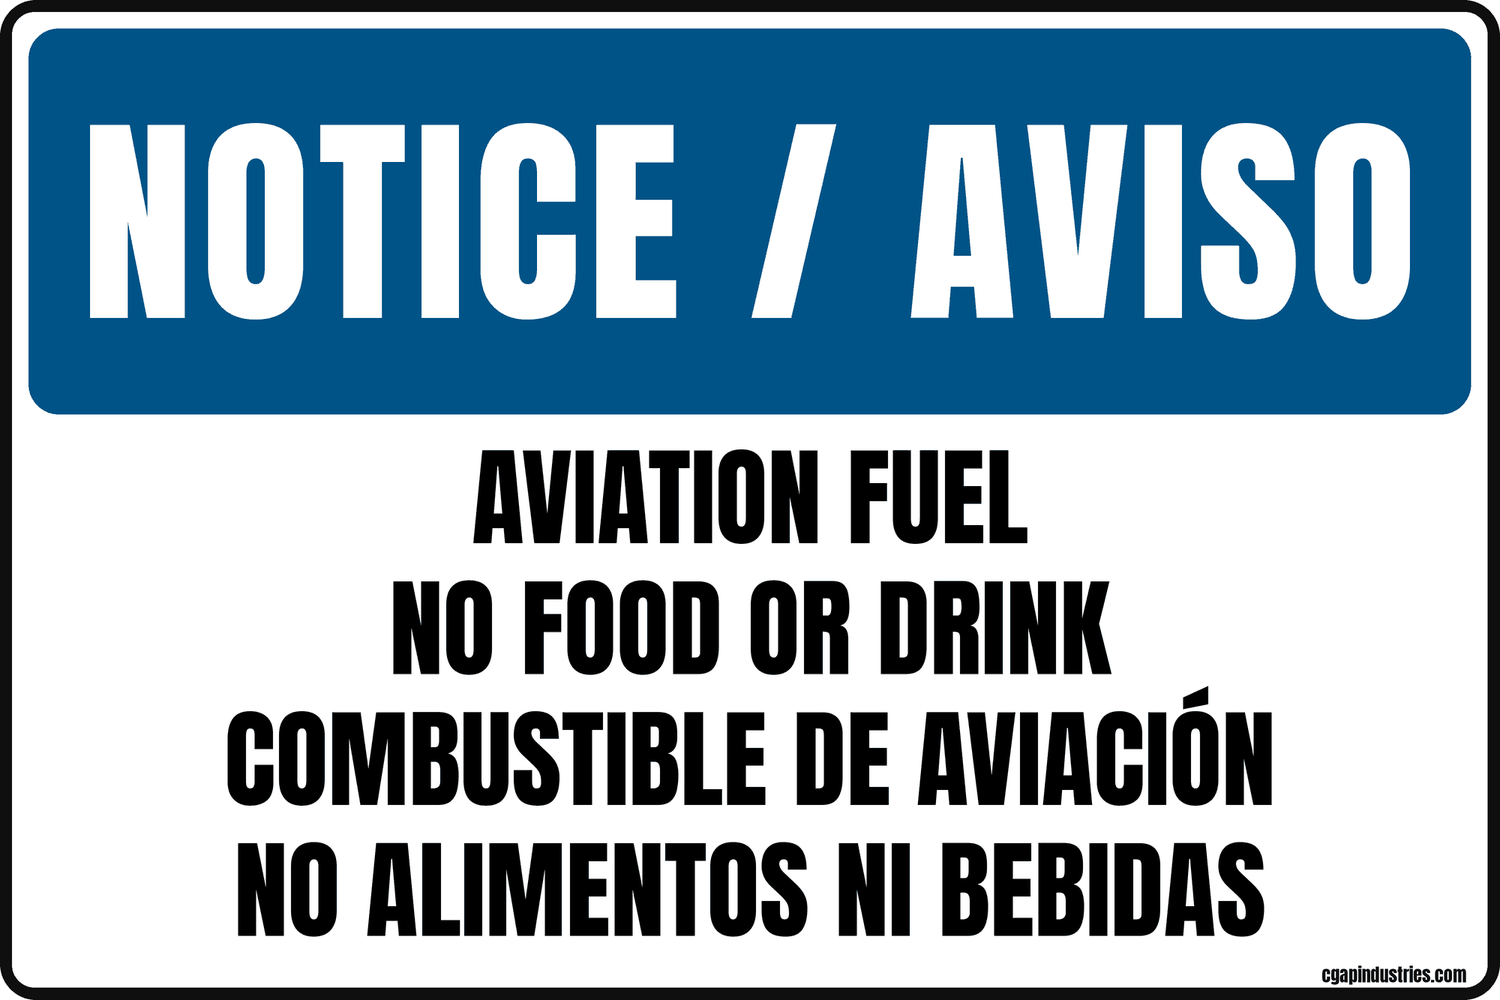 NOTICE / AVISO
AVIATION FUEL
NO FOOD OR DRINK
COMBUSTIBLE DE AVIACIÓN
NO ALIMENTOS NI BEBIDAS
cgapindustries.com